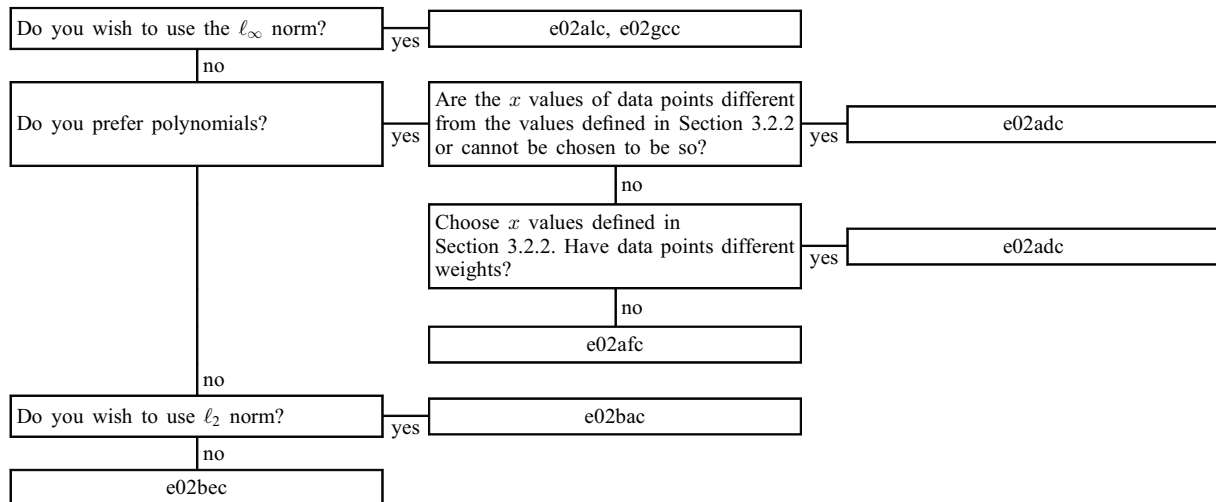 Do you wish to use the ℓ∞ norm?
yes
e02alc, e02gcc
no
Do you prefer polynomials?
yes
Are the x values of data points different
from the values defined in Section 3.2.2
or cannot be chosen to be so?
yes
e02adc
no
Choose x values defined in
Section 3.2.2. Have data points different
weights?
yes
e02adc
no
e02afc
no
Do you wish to use ℓ2 norm?
yes
e02bac
no
e02bec